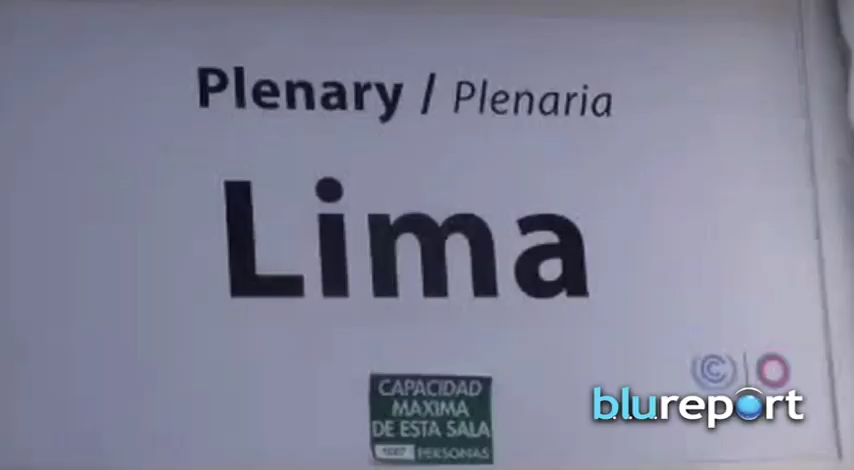 Plenary / Plenaria
Lima
CAPACIDAD
MAXIMA
DE ESTA SALA
PERSONAS
blureport